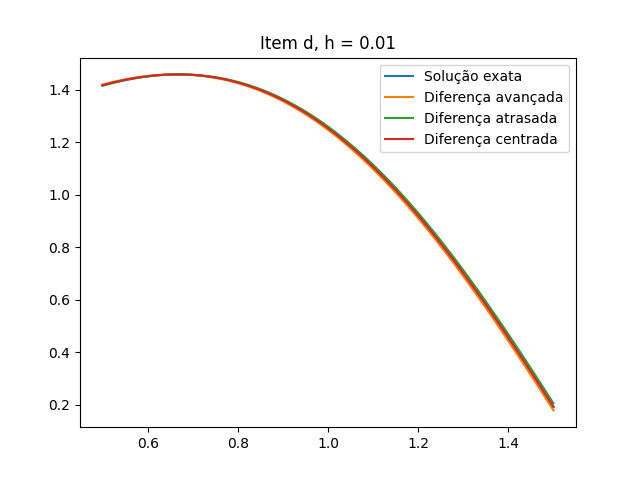 Item d, h = 0.01
Solução exata
Diferença avançada
Diferença atrasada
Diferença centrada
1.4
1.2
1.0
0.8
0.6
0.4
0.2
0.6 0.8 1.0 1.2 1.4